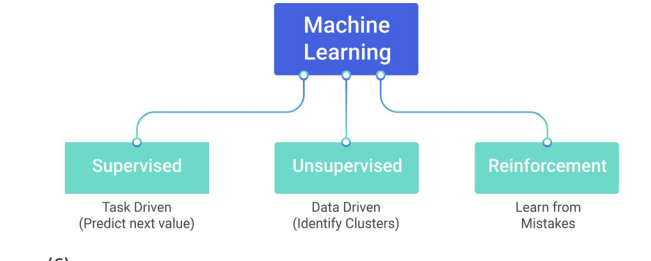 Machine
Learning
Supervised
Unsupervised
Reinforcement
Task Driven
(Predict next value)
Data Driven
(Identify Clusters)
Learn from
Mistakes